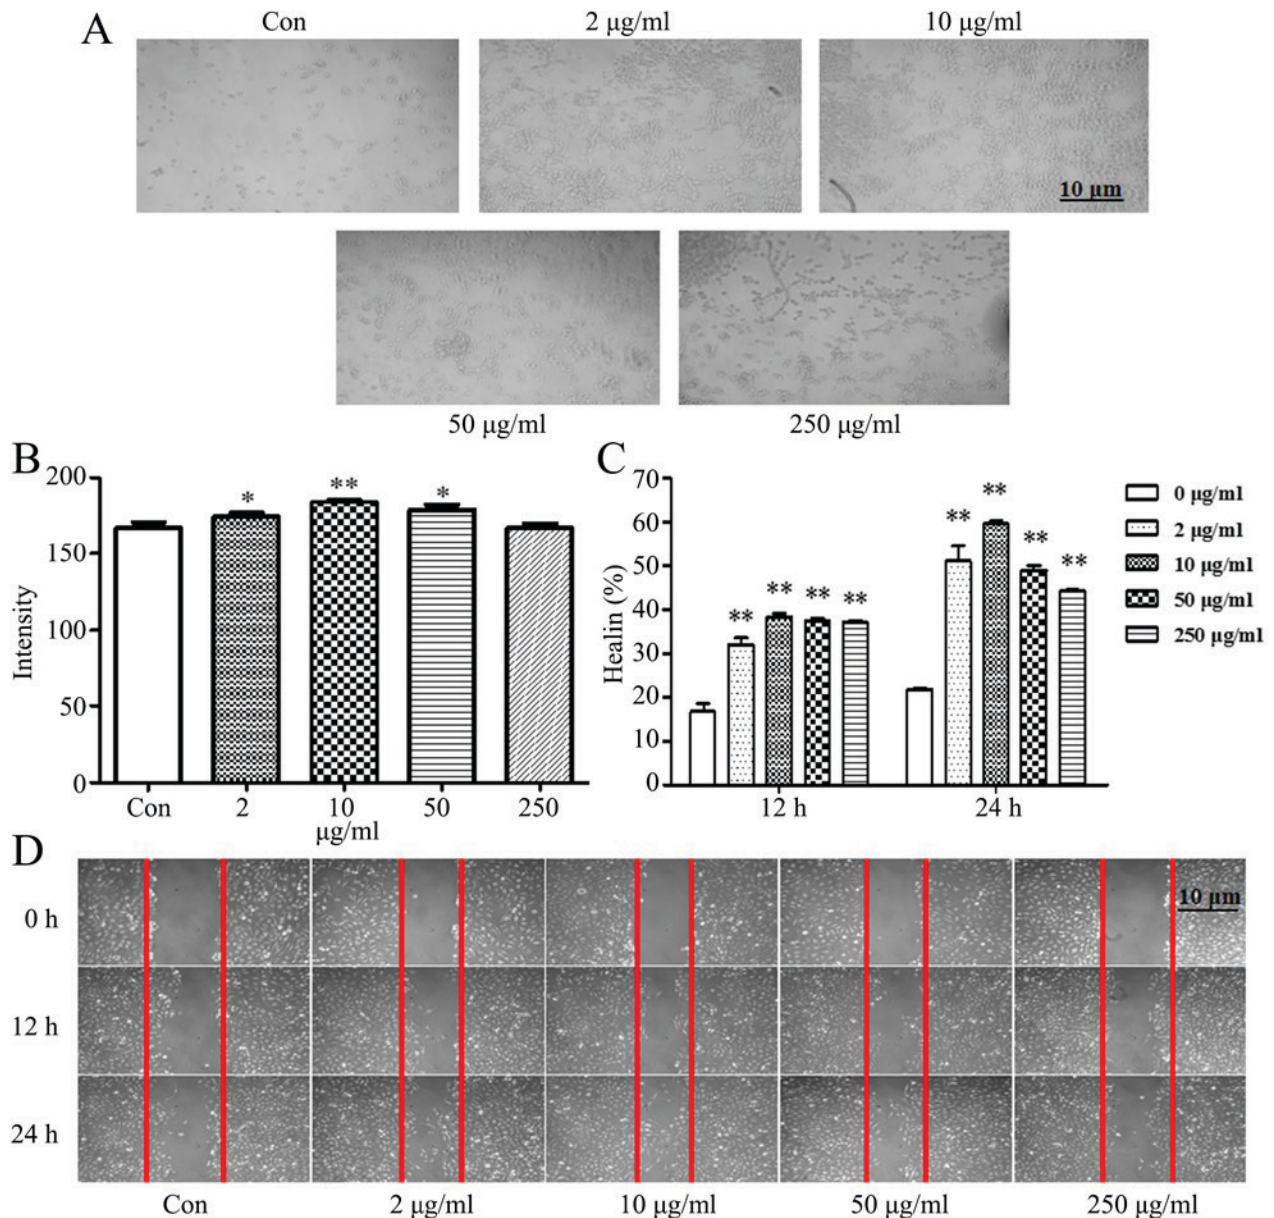 A
Con
2 μg/ml
10 μg/ml
10 μm
50 μg/ml
250 μg/ml
B
200
150
100
50
0
Intensity
*
**
*
Con
2
10
50
250
μg/ml
C
70
60
50
40
30
20
10
0
Healin (%)
**
**
**
**
**
**
**
**
12 h
24 h
0 μg/ml
2 μg/ml
10 μg/ml
50 μg/ml
250 μg/ml
D
0 h
12 h
24 h
10 μm
Con
2 μg/ml
10 μg/ml
50 μg/ml
250 μg/ml